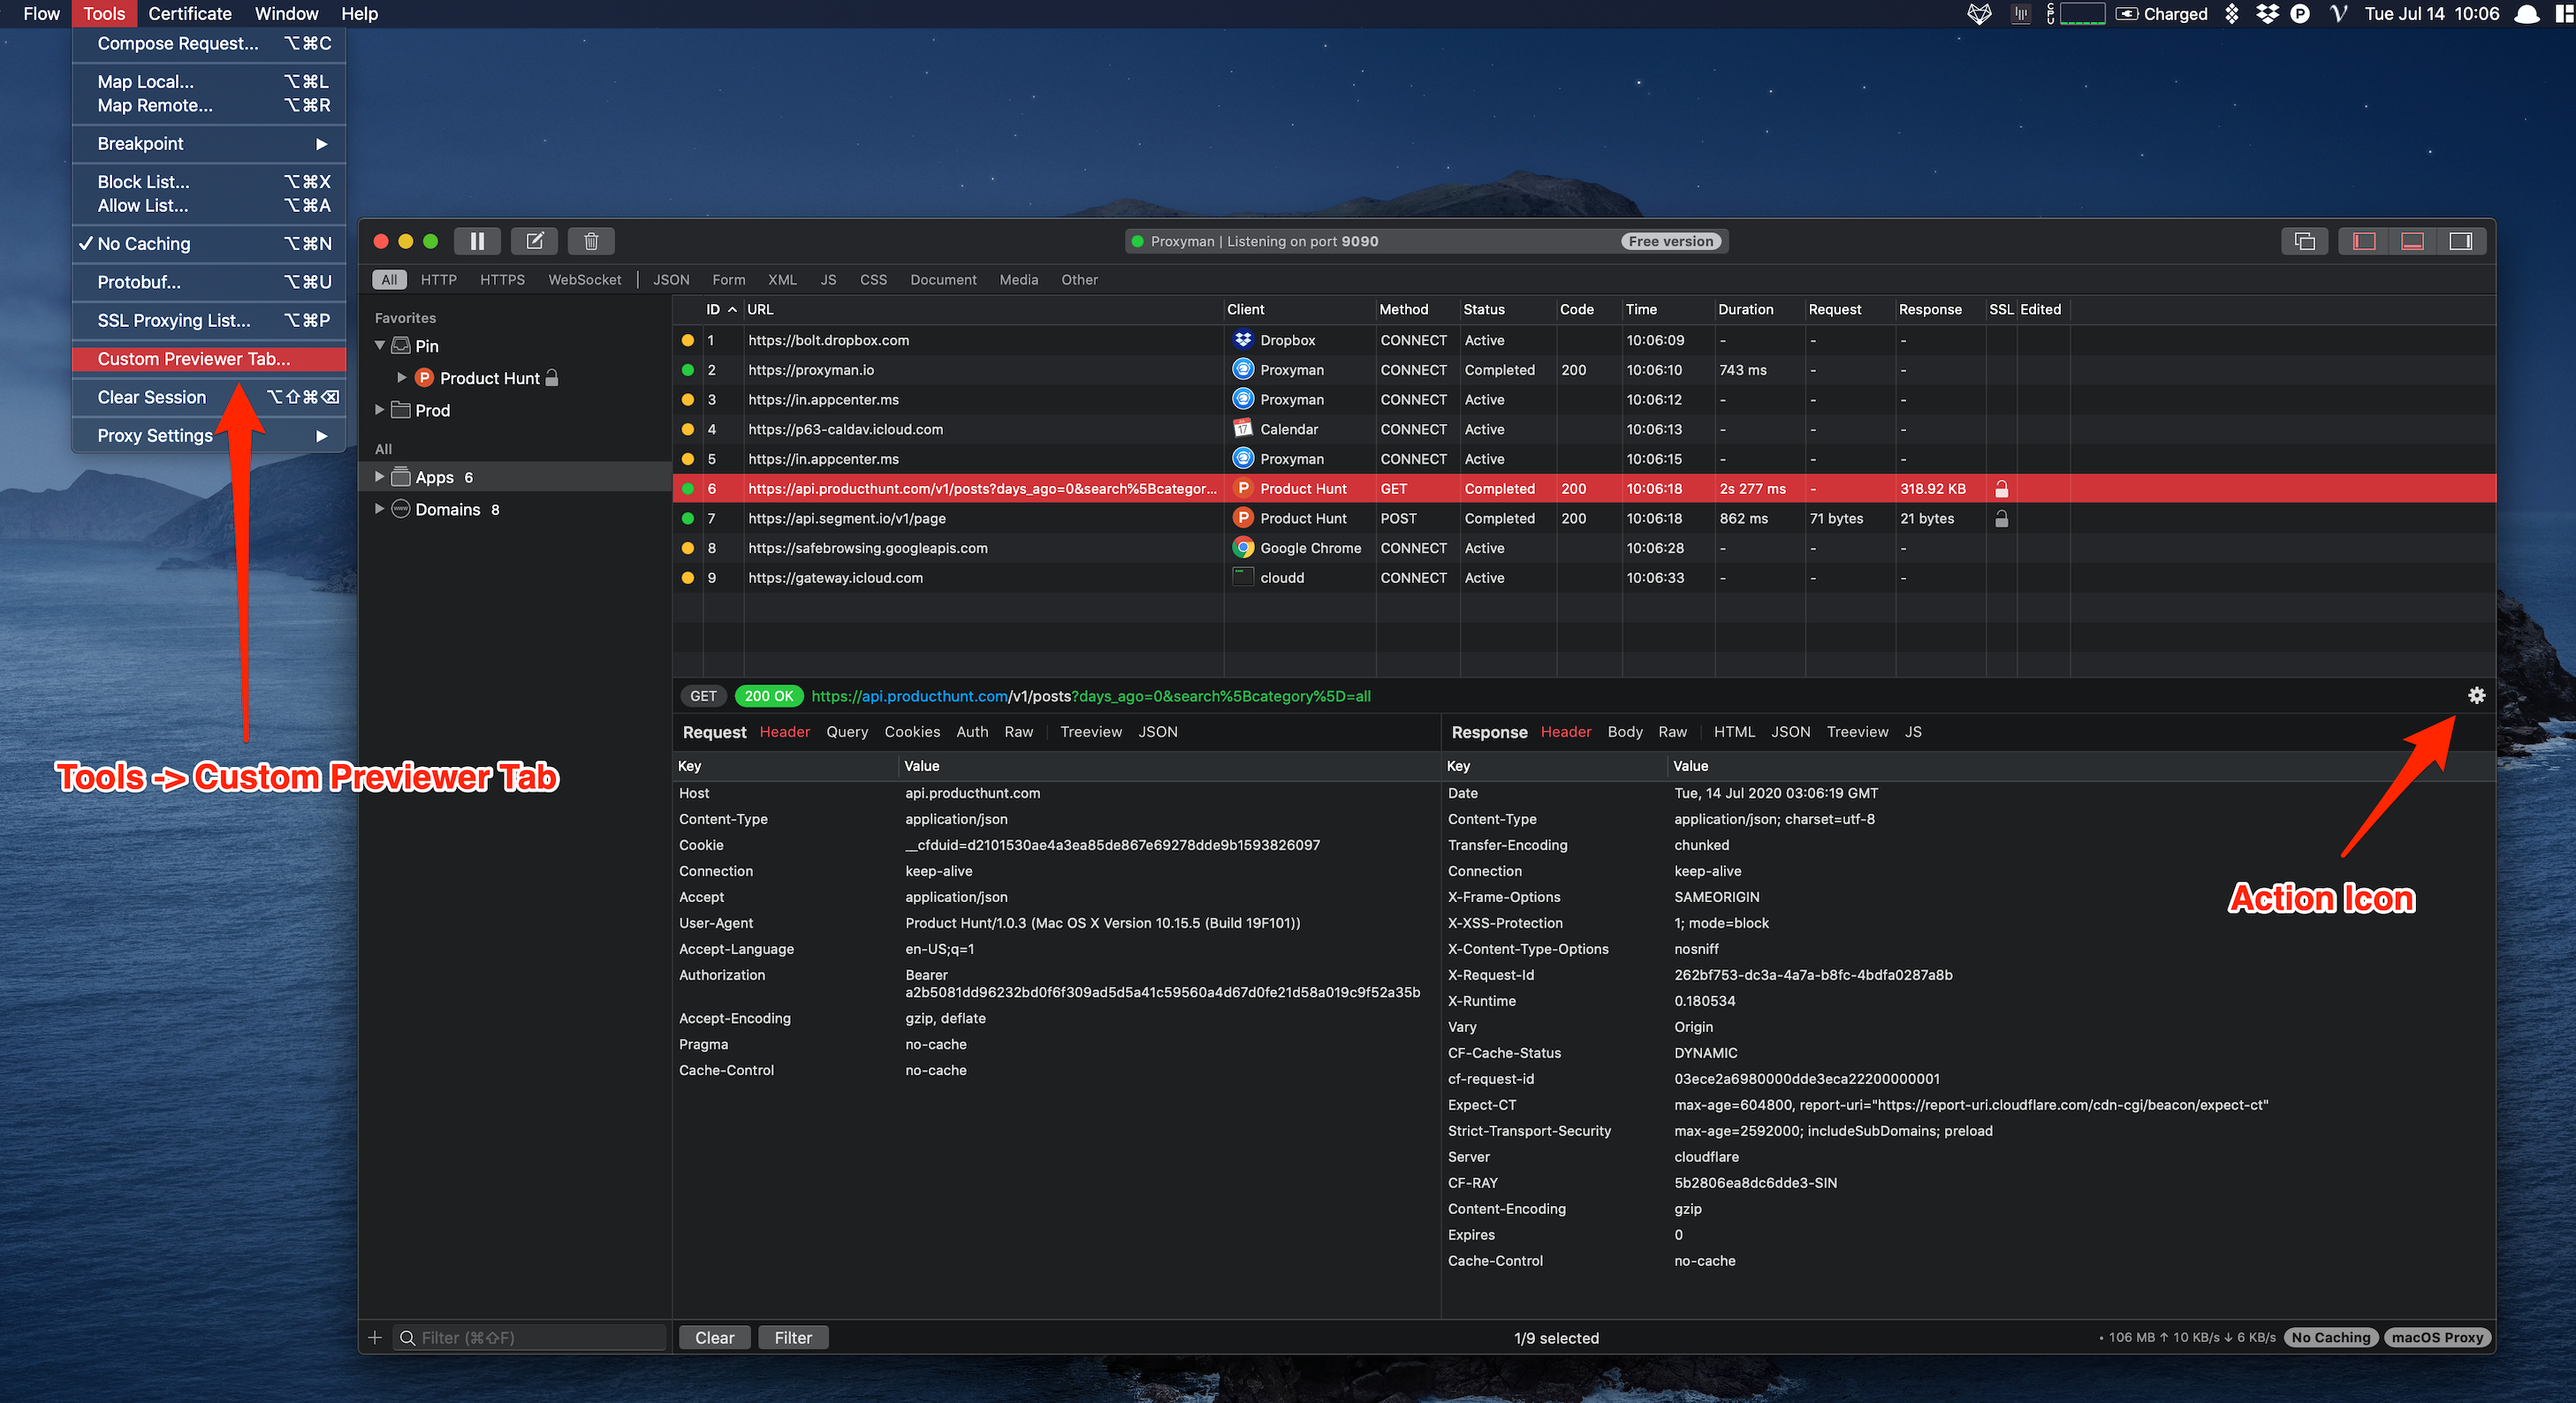 Flow Tools Certificate Window Help
CPU Charged Tue Jul 14 10:06
Compose Request... ⌥⌘C
Map Local... ⌥⌘L
Map Remote... ⌥⌘R
Breakpoint ▶
Block List... ⌥⌘X
Allow List... ⌥⌘A
✓ No Caching ⌥⌘N
Protobuf... ⌥⌘U
SSL Proxying List... ⌥⌘P
Custom Previewer Tab...
Clear Session ⌥⇧⌘⌫
Proxy Settings ▶
Tools -> Custom Previewer Tab
Proxyman | Listening on port 9090 Free version
All HTTP HTTPS WebSocket | JSON Form XML JS CSS Document Media Other
Favorites
Pin
P Product Hunt
Prod
All
Apps 6
Domains 8
ID URL Client Method Status Code Time Duration Request Response SSL Edited
1 https://bolt.dropbox.com Dropbox CONNECT Active 10:06:09 - - -
2 https://proxyman.io Proxyman CONNECT Completed 200 10:06:10 743 ms - -
3 https://in.appcenter.ms Proxyman CONNECT Active 10:06:12 - - -
4 https://p63-caldav.icloud.com 17 Calendar CONNECT Active 10:06:13 - - -
5 https://in.appcenter.ms Proxyman CONNECT Active 10:06:15 - - -
6 https://api.producthunt.com/v1/posts?days_ago=0&search%5Bcategor... P Product Hunt GET Completed 200 10:06:18 2s 277 ms - 318.92 KB
7 https://api.segment.io/v1/page P Product Hunt POST Completed 200 10:06:18 862 ms 71 bytes 21 bytes
8 https://safebrowsing.googleapis.com Google Chrome CONNECT Active 10:06:28 - - -
9 https://gateway.icloud.com cloudd CONNECT Active 10:06:33 - - -
GET 200 OK https://api.producthunt.com/v1/posts?days_ago=0&search%5Bcategory%5D=all
Request Header Query Cookies Auth Raw Treeview JSON
Key Value
Host api.producthunt.com
Content-Type application/json
Cookie __cfduid=d2101530ae4a3ea85de867e69278dde9b1593826097
Connection keep-alive
Accept application/json
User-Agent Product Hunt/1.0.3 (Mac OS X Version 10.15.5 (Build 19F101))
Accept-Language en-US;q=1
Authorization Bearer
a2b5081dd96232bd0f6f309ad5d5a41c59560a4d67d0fe21d58a019c9f52a35b
Accept-Encoding gzip, deflate
Pragma no-cache
Cache-Control no-cache
Response Header Body Raw HTML JSON Treeview JS
Key Value
Date Tue, 14 Jul 2020 03:06:19 GMT
Content-Type application/json; charset=utf-8
Transfer-Encoding chunked
Connection keep-alive
X-Frame-Options SAMEORIGIN
X-XSS-Protection 1; mode=block
X-Content-Type-Options nosniff
X-Request-Id 262bf753-dc3a-4a7a-b8fc-4bdfa0287a8b
X-Runtime 0.180534
Vary Origin
CF-Cache-Status DYNAMIC
cf-request-id 03ece2a6980000dde3eca22200000001
Expect-CT max-age=604800, report-uri="https://report-uri.cloudflare.com/cdn-cgi/beacon/expect-ct"
Strict-Transport-Security max-age=2592000; includeSubDomains; preload
Server cloudflare
CF-RAY 5b2806ea8dc6dde3-SIN
Content-Encoding gzip
Expires 0
Cache-Control no-cache
Action Icon
Filter (⌘⇧F) Clear Filter 1/9 selected • 106 MB ↑ 10 KB/s ↓ 6 KB/s No Caching macOS Proxy